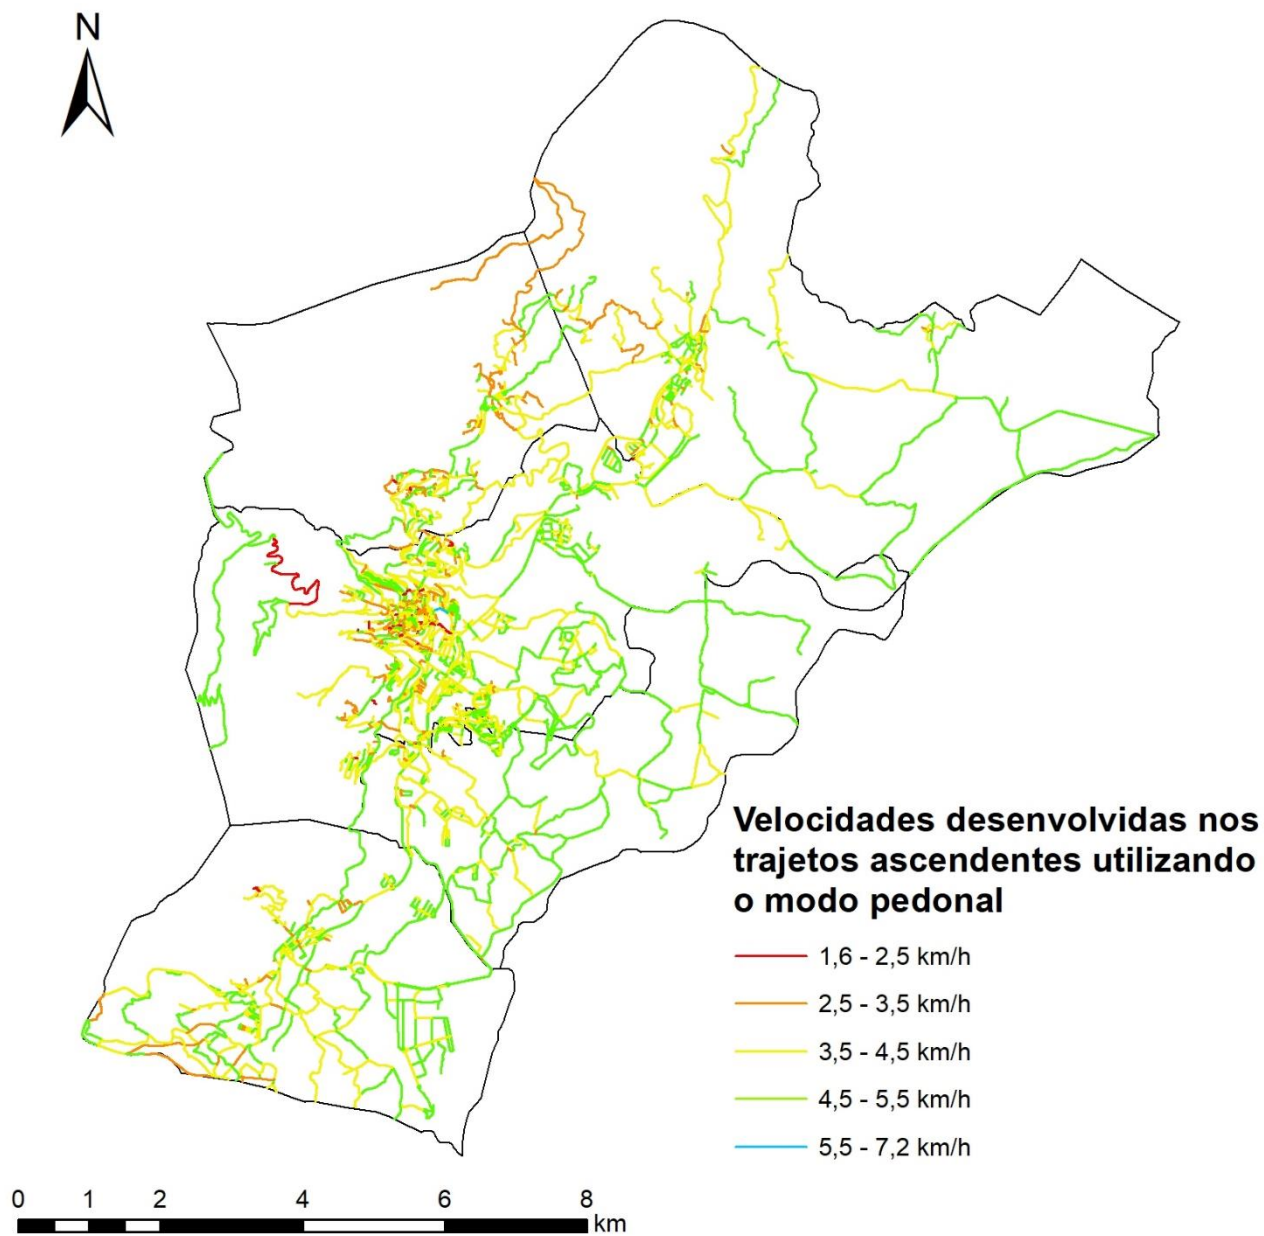 N
Velocidades desenvolvidas nos
trajetos ascendentes utilizando
o modo pedonal
1,6 - 2,5 km/h
2,5 - 3,5 km/h
3,5 - 4,5 km/h
4,5 - 5,5 km/h
5,5 - 7,2 km/h
0 1 2 4 6 8
km